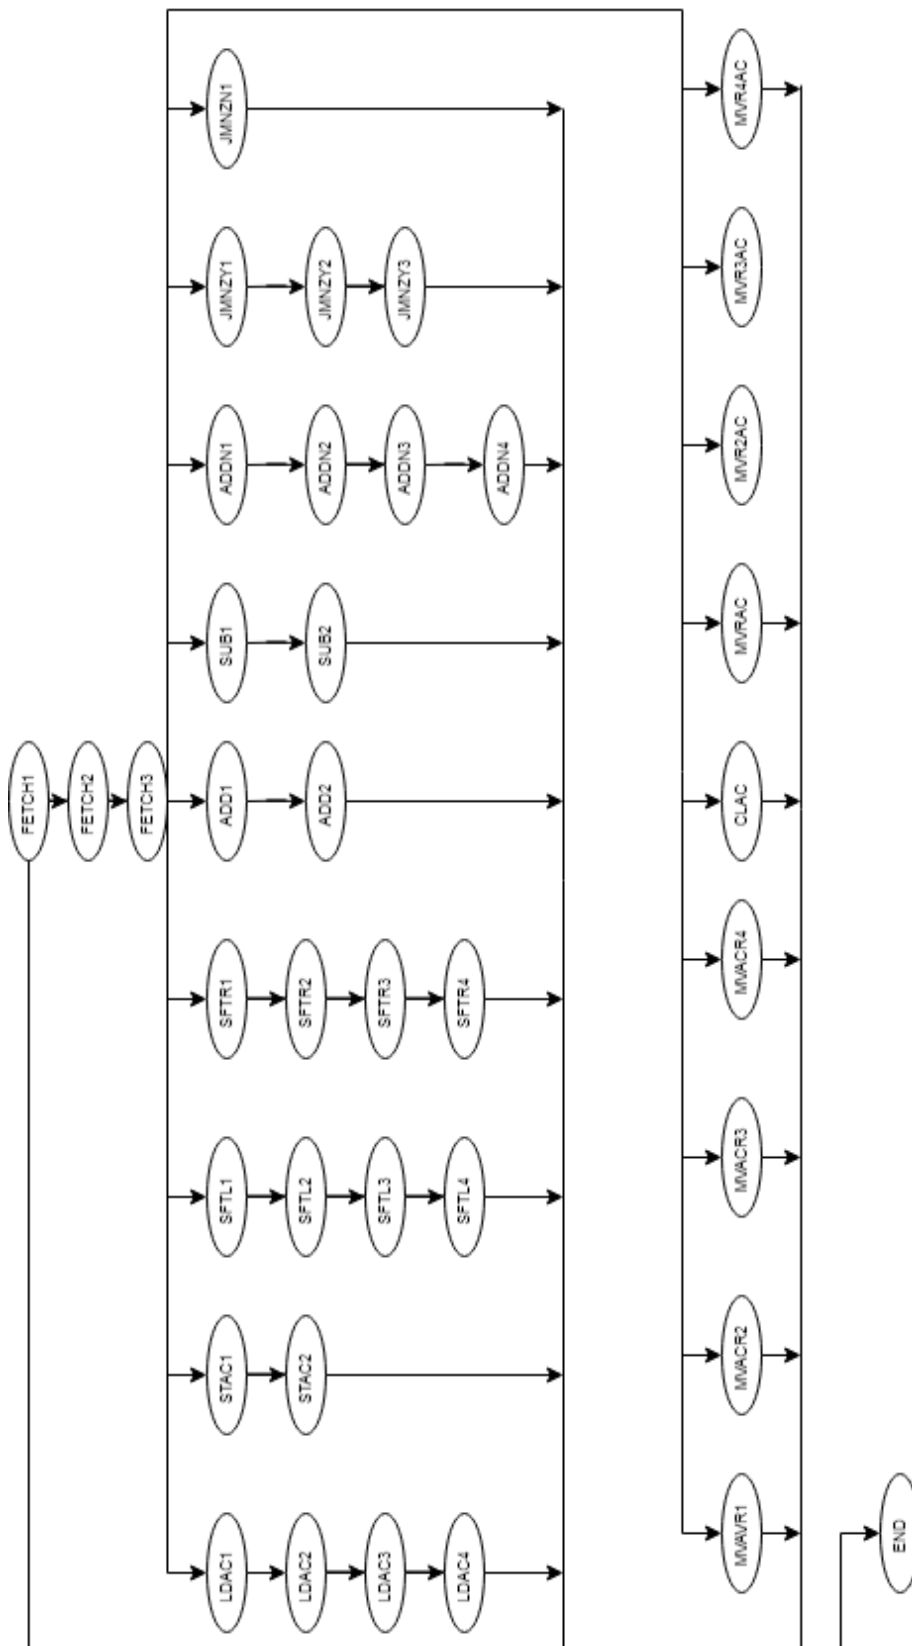 FETCH1
FETCH2
FETCH3
LDAC1
LDAC2
LDAC3
LDAC4
STAC1
STAC2
SFTL1
SFTL2
SFTL3
SFTL4
SFTR1
SFTR2
SFTR3
SFTR4
ADD1
ADD2
SUB1
SUB2
ADDN1
ADDN2
ADDN3
ADDN4
JMNZY1
JMNZY2
JMNZY3
JMNZN1
MVAVR1
MVACR2
MVACR3
MVACR4
CLAC
MVRAC
MVR2AC
MVR3AC
MVR4AC
END